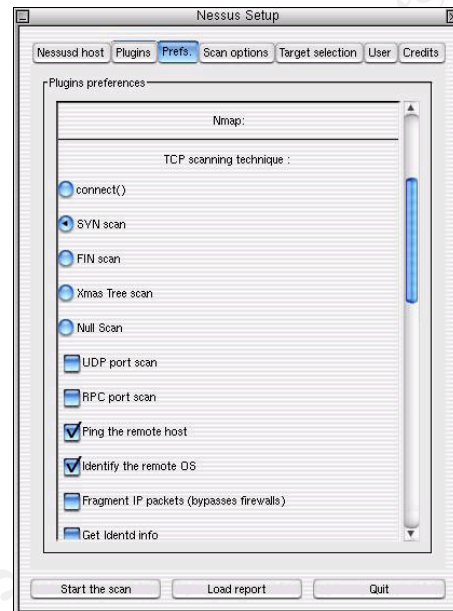 Nessus Setup
Nessusd host Plugins Prefs. Scan options Target selection User Credits
Plugins preferences
Nmap:
TCP scanning technique :
connect()
SYN scan
FIN scan
Xmas Tree scan
Null Scan
UDP port scan
RPC port scan
Ping the remote host
Identify the remote OS
Fragment IP packets (bypasses firewalls)
Get Identd info
Start the scan Load report Quit